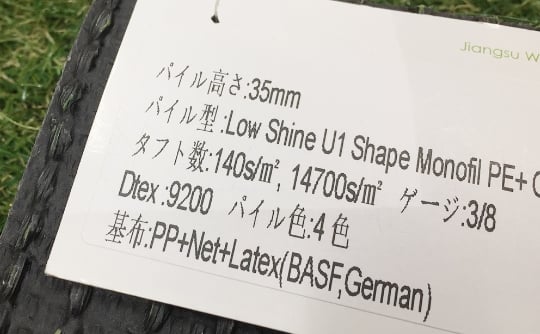 Jiangsu W
パイル高さ:35mm
パイル型:Low Shine U1 Shape Monofil PE+ C
タフト数:140s/㎡, 14700s/㎡ ゲージ:3/8
Dtex :9200 パイル色:4色
基布:PP+Net+Latex(BASF,German)